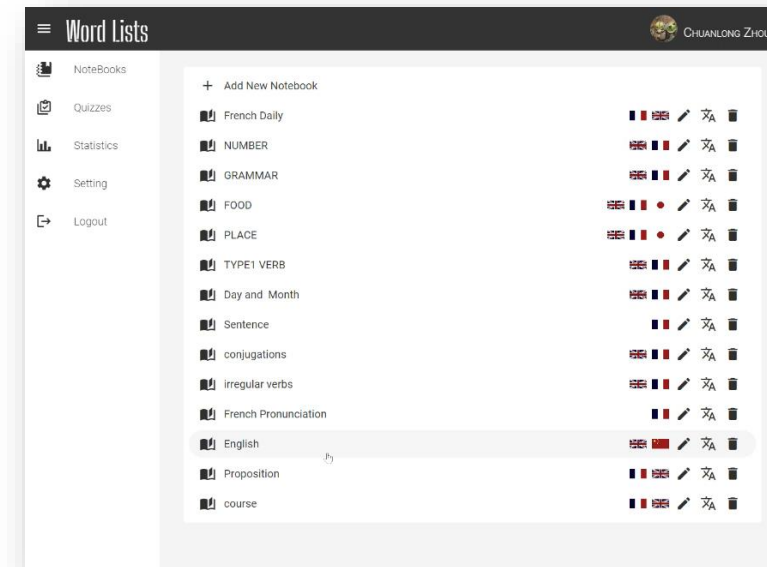 Word Lists
CHUANLONG ZHOU
NoteBooks
Quizzes
Statistics
Setting
Logout
+ Add New Notebook
French Daily
NUMBER
GRAMMAR
FOOD
PLACE
TYPE1 VERB
Day and Month
Sentence
conjugations
irregular verbs
French Pronunciation
English
Proposition
course